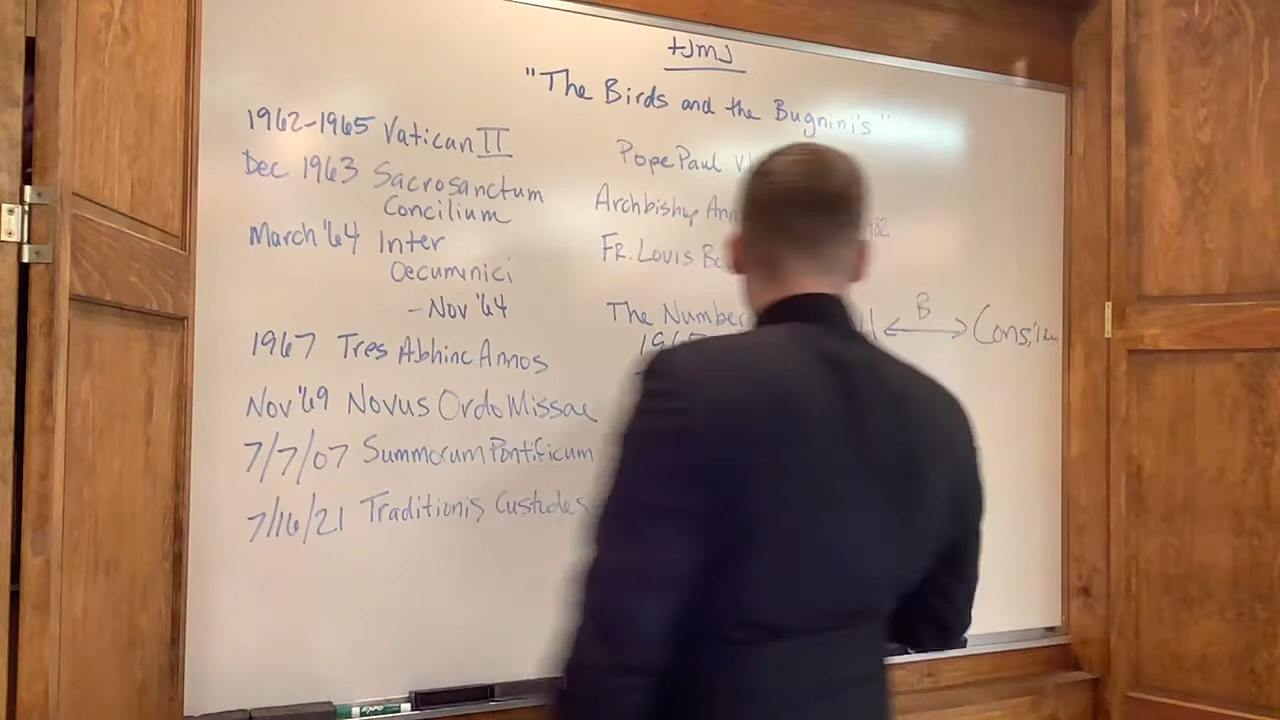 +JMJ
"The Birds and the Bugnini's"
1962-1965 Vatican II
Dec 1963 Sacrosanctum
Concilium
March '64 Inter
Oecuminici
- Nov '64
1967 Tres Abhinc Annos
Nov '69 Novus Ordo Missae
7/7/07 Summorum Pontificum
7/16/21 Traditionis Custodes
Pope Paul VI
Archbishop Ann
Fr. Louis
The Number
B